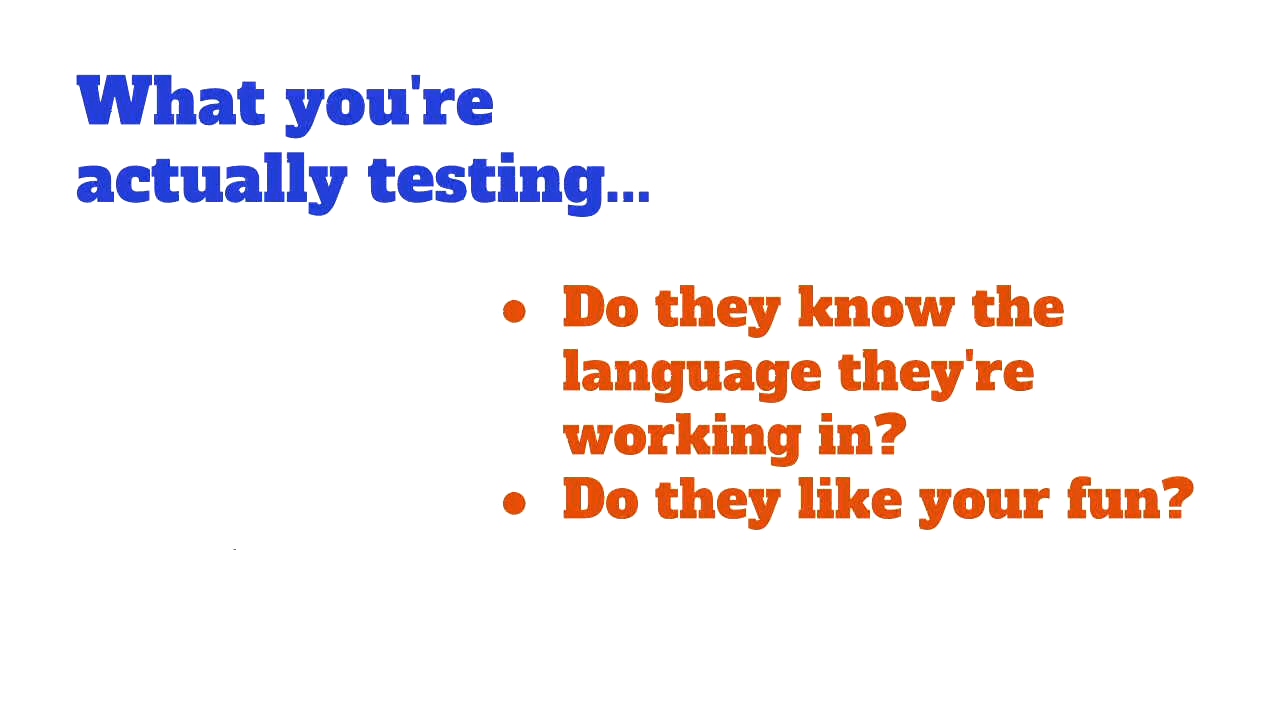 What you're
actually testing...
● Do they know the
language they're
working in?
● Do they like your fun?